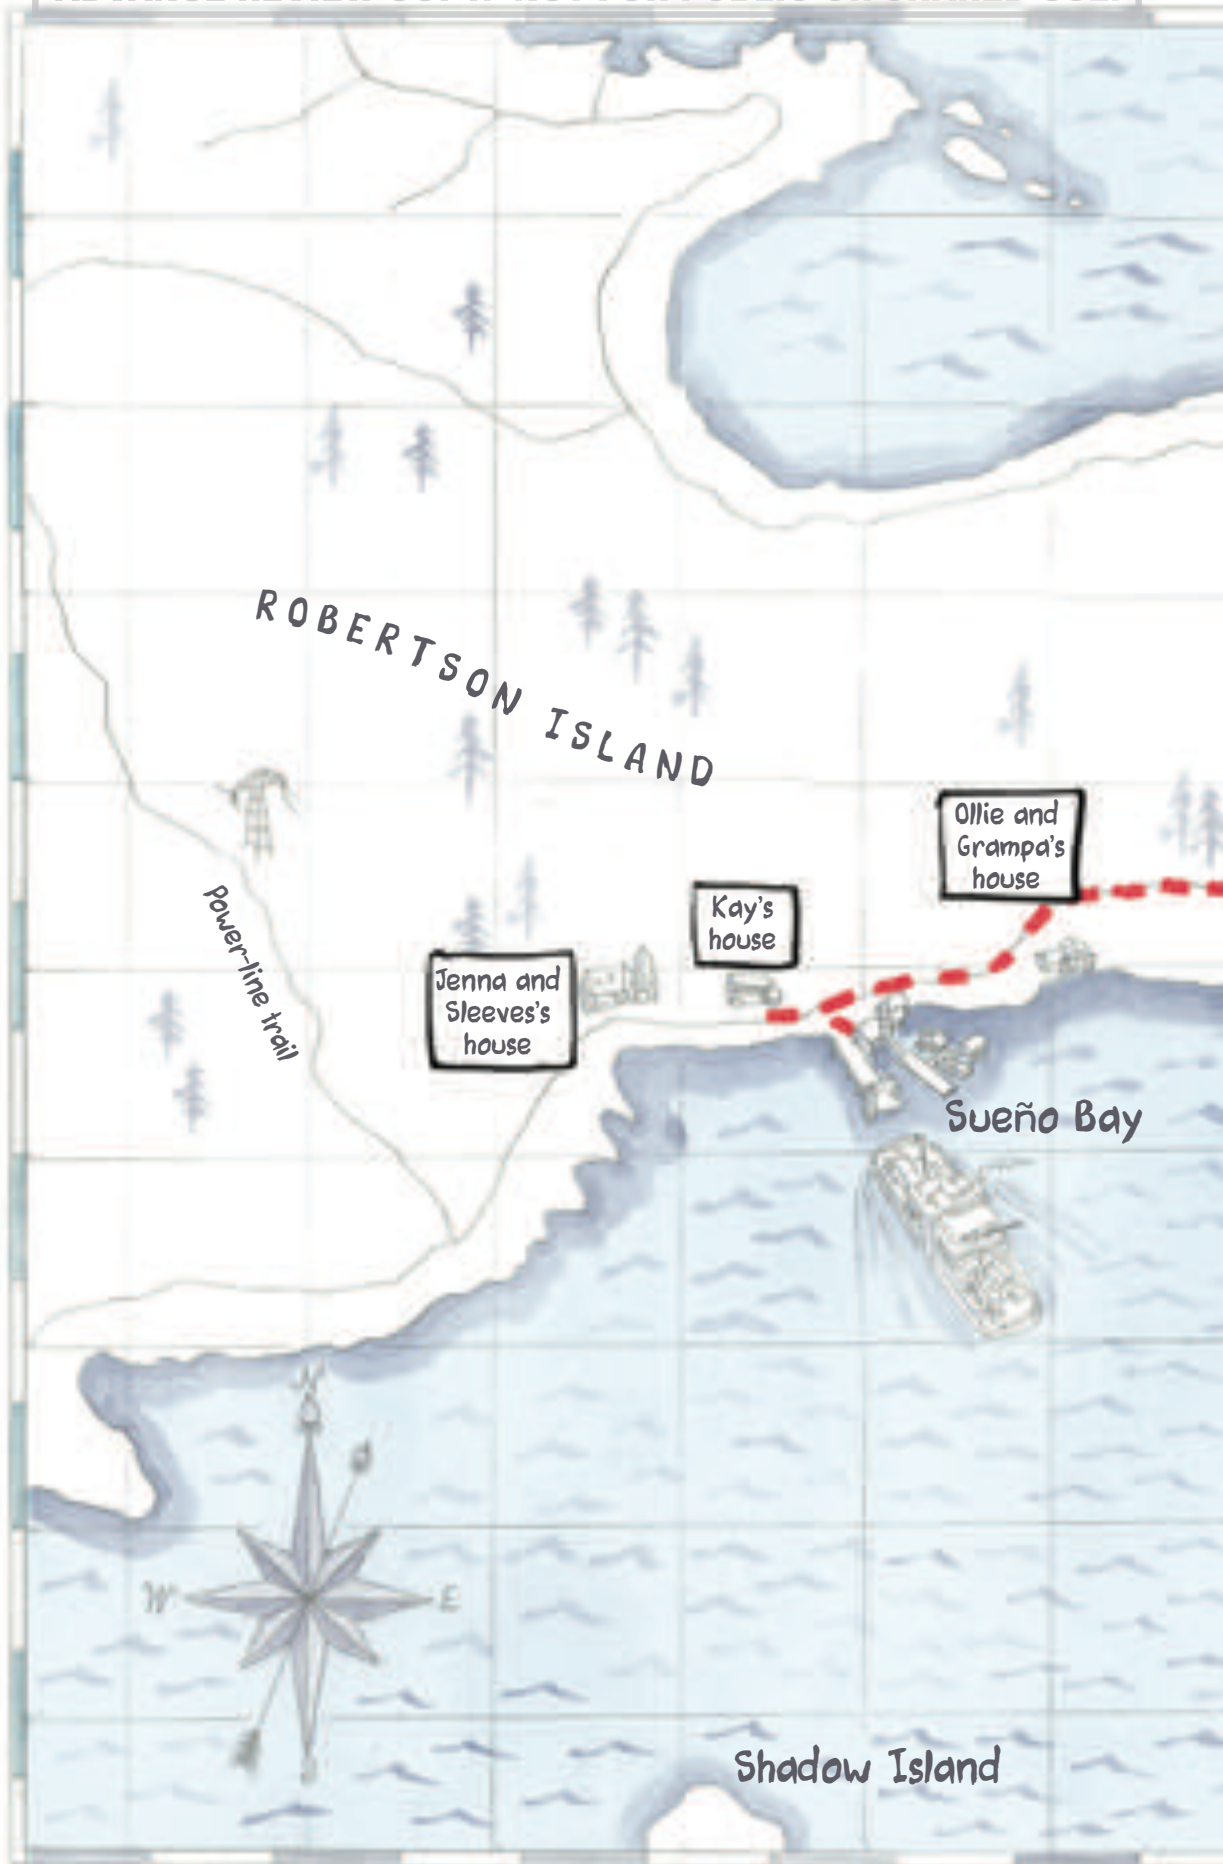 ROBERTSON ISLAND
Ollie and
Grampa's
house
Kay's
house
Power-line trail
Jenna and
Sleeves's
house
Sueño Bay
N
W
E
Shadow Island